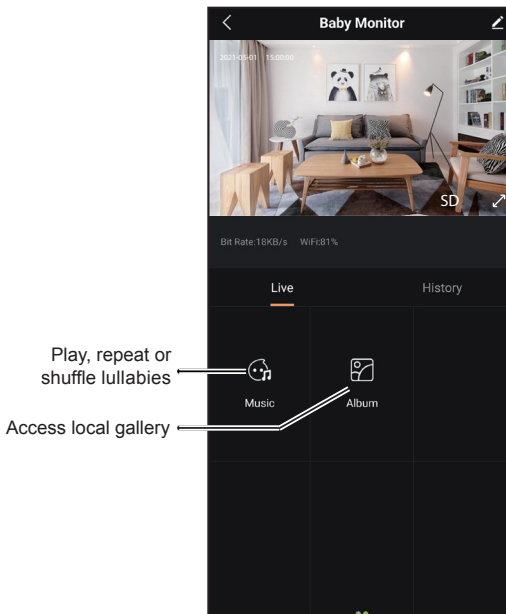 Baby Monitor
2021-05-01 15:00:00
SD
Bit Rate:18KB/s WiFi:81%
Live History
Play, repeat or
shuffle lullabies
Music Album
Access local gallery